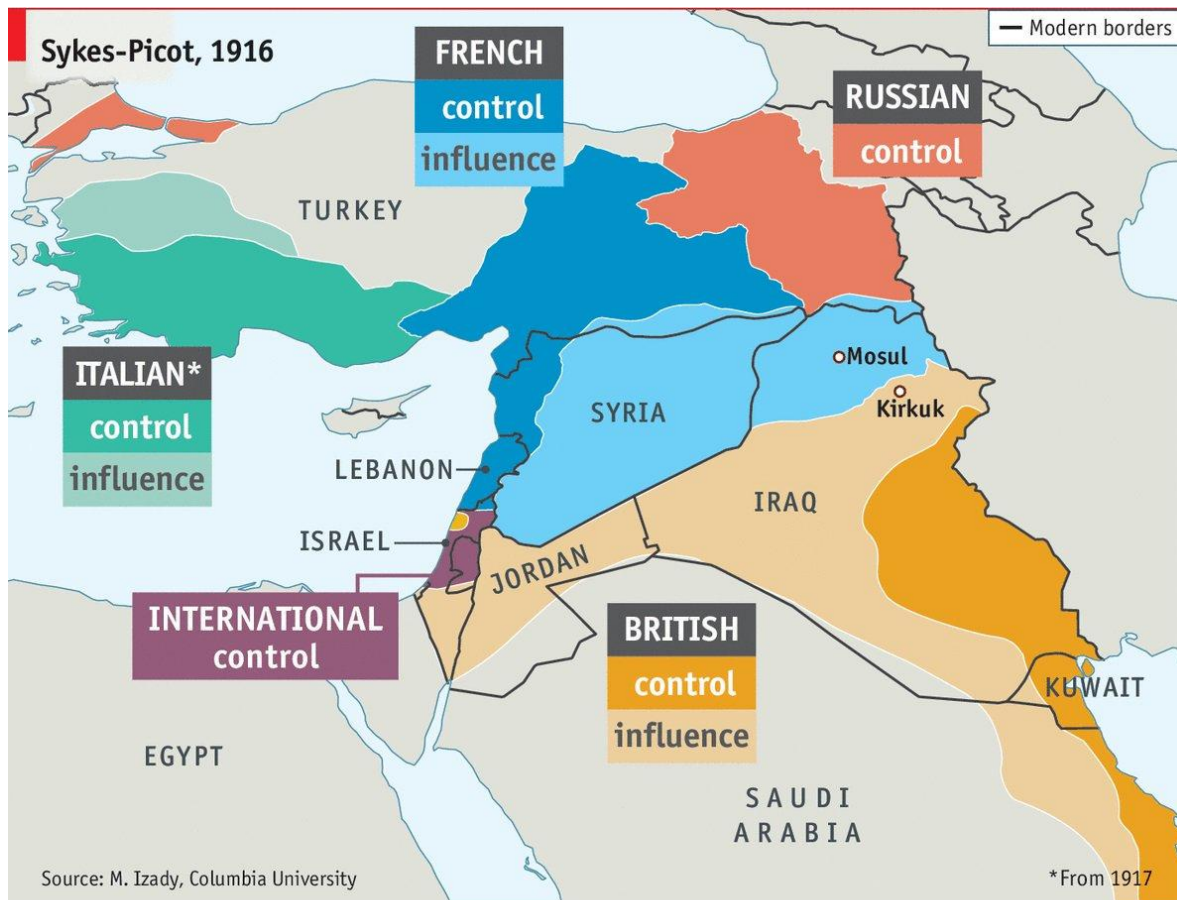 Sykes-Picot, 1916
Modern borders
FRENCH
control
influence
RUSSIAN
control
TURKEY
ITALIAN*
control
influence
Mosul
Kirkuk
SYRIA
LEBANON
IRAQ
ISRAEL
JORDAN
INTERNATIONAL
control
BRITISH
control
influence
KUWAIT
EGYPT
SAUDI
ARABIA
Source: M. Izady, Columbia University
*From 1917